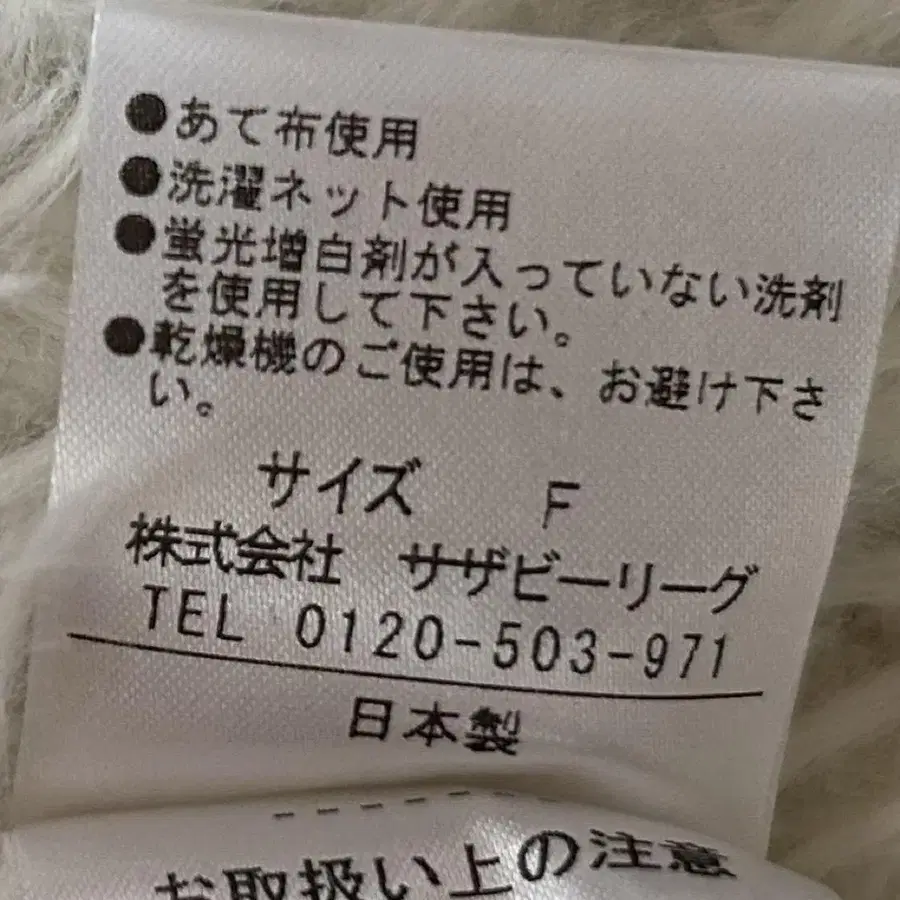 ●あて布使用
●洗濯ネット使用
●蛍光増白剤が入っていない洗剤
を使用して下さい。
●乾燥機のご使用は、お避け下さ
い。
サイズ F
株式会社 サザビーリーグ
TEL 0120-503-971
日本製
お取扱い上の注意